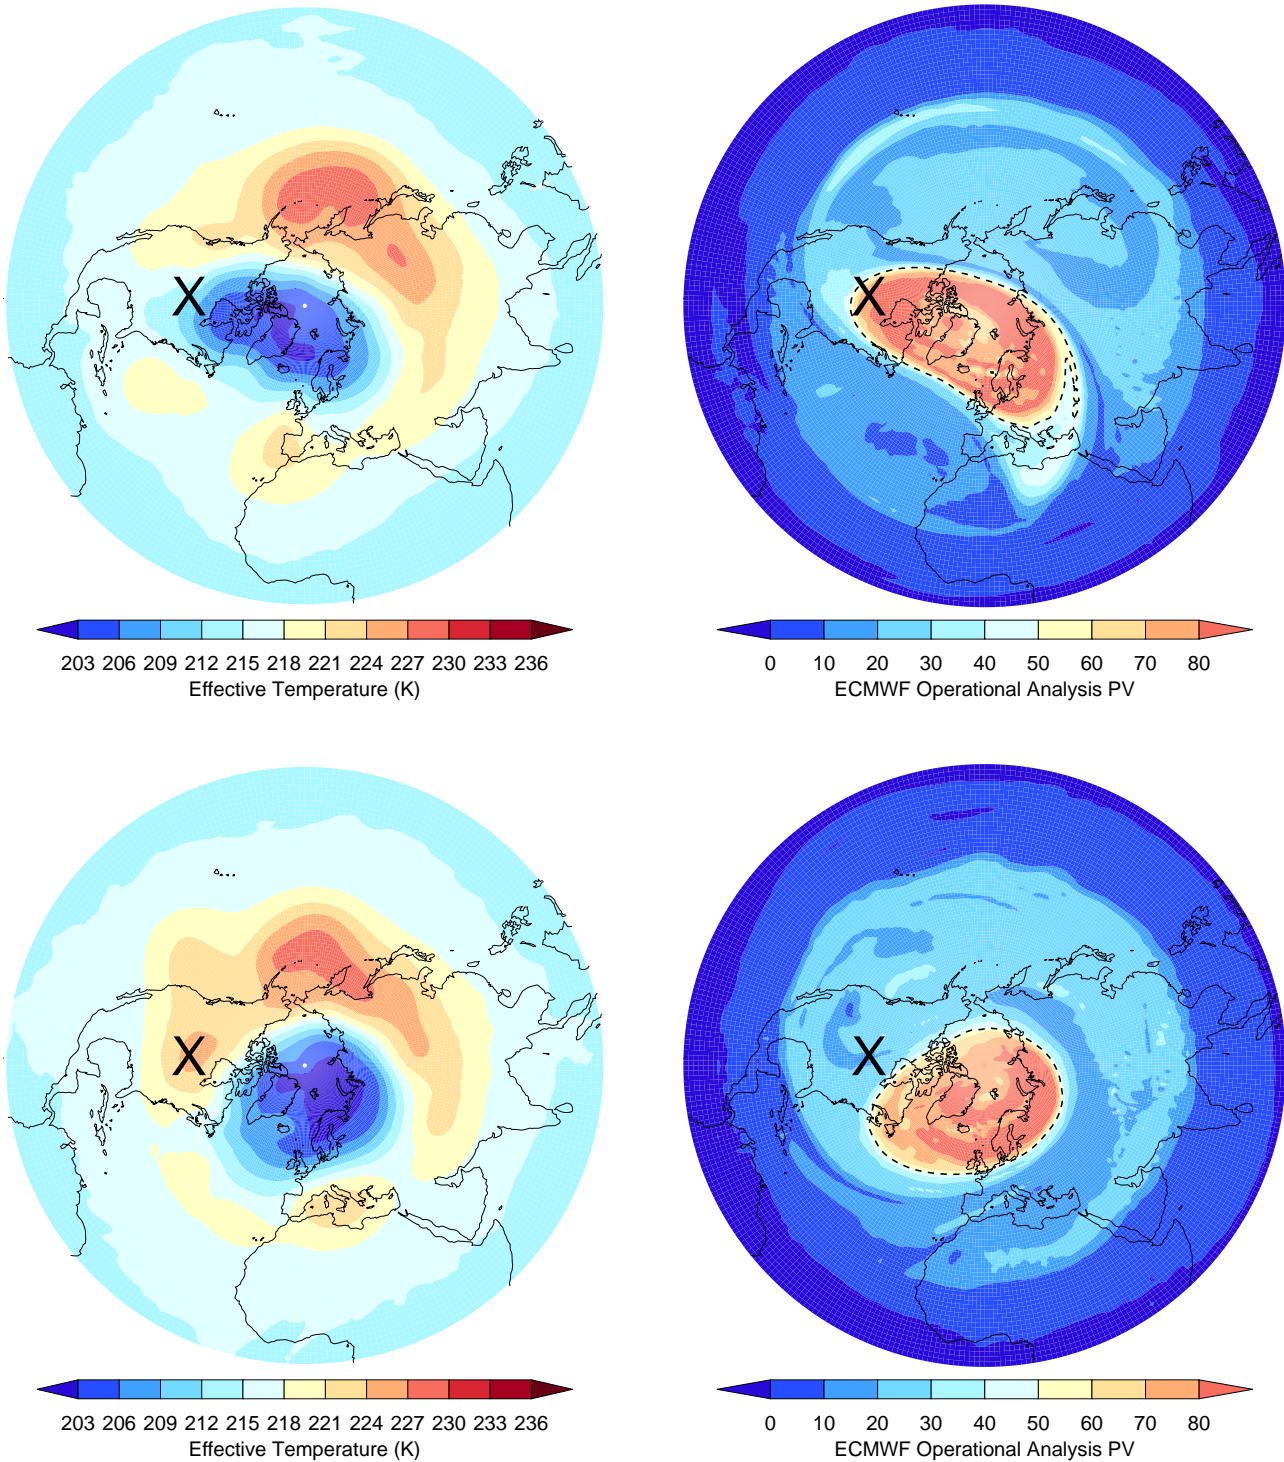 X
X
203 206 209 212 215 218 221 224 227 230 233 236
Effective Temperature (K)
0 10 20 30 40 50 60 70 80
ECMWF Operational Analysis PV
X
X
203 206 209 212 215 218 221 224 227 230 233 236
Effective Temperature (K)
0 10 20 30 40 50 60 70 80
ECMWF Operational Analysis PV